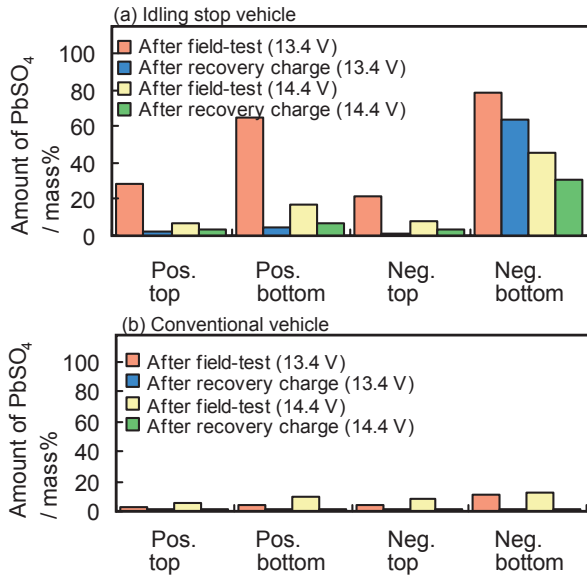 (a) Idling stop vehicle
Amount of PbSO4
/ mass%
100
80
60
40
20
0
After field-test (13.4 V)
After recovery charge (13.4 V)
After field-test (14.4 V)
After recovery charge (14.4 V)
Pos. top
Pos. bottom
Neg. top
Neg. bottom
(b) Conventional vehicle
Amount of PbSO4
/ mass%
100
80
60
40
20
0
After field-test (13.4 V)
After recovery charge (13.4 V)
After field-test (14.4 V)
After recovery charge (14.4 V)
Pos. top
Pos. bottom
Neg. top
Neg. bottom